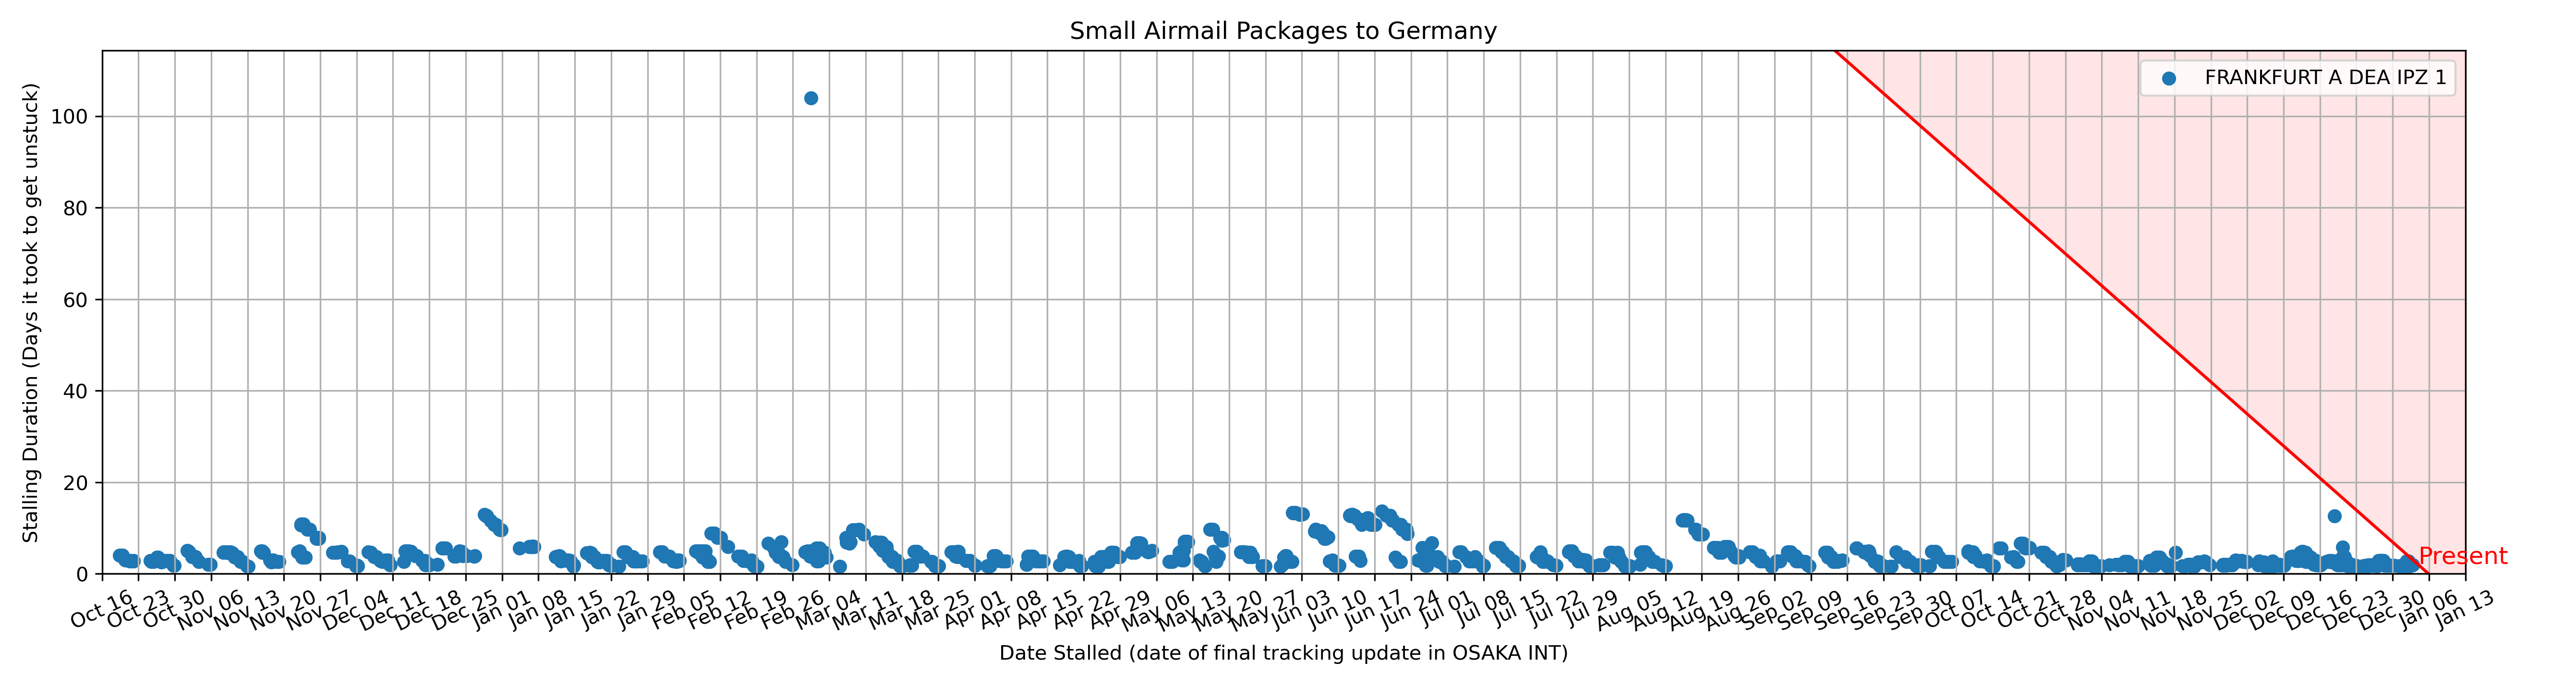 Small Airmail Packages to Germany
FRANKFURT A DEA IPZ 1
Stalling Duration (Days it took to get unstuck)
100
80
60
40
20
0
Present
Oct 16
Oct 23
Oct 30
Nov 06
Nov 13
Nov 20
Nov 27
Dec 04
Dec 11
Dec 18
Dec 25
Jan 01
Jan 08
Jan 15
Jan 22
Jan 29
Feb 05
Feb 12
Feb 19
Feb 26
Mar 04
Mar 11
Mar 18
Mar 25
Apr 01
Apr 08
Apr 15
Apr 22
Apr 29
May 06
May 13
May 20
May 27
Jun 03
Jun 10
Jun 17
Jun 24
Jul 01
Jul 08
Jul 15
Jul 22
Jul 29
Aug 05
Aug 12
Aug 19
Aug 26
Sep 02
Sep 09
Sep 16
Sep 23
Sep 30
Oct 07
Oct 14
Oct 21
Oct 28
Nov 04
Nov 11
Nov 18
Nov 25
Dec 02
Dec 09
Dec 16
Dec 23
Dec 30
Jan 06
Jan 13
Date Stalled (date of final tracking update in OSAKA INT)